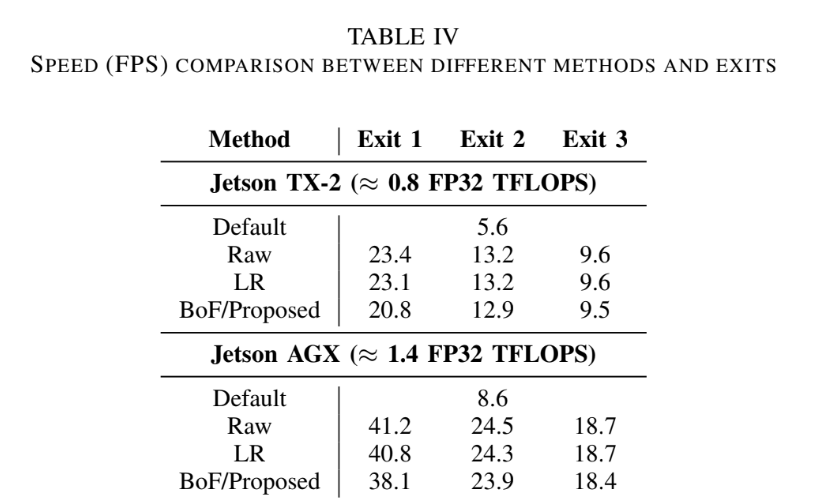 TABLE IV
SPEED (FPS) COMPARISON BETWEEN DIFFERENT METHODS AND EXITS
Method Exit 1 Exit 2 Exit 3
Jetson TX-2 (≈ 0.8 FP32 TFLOPS)
Default 5.6
Raw 23.4 13.2 9.6
LR 23.1 13.2 9.6
BoF/Proposed 20.8 12.9 9.5
Jetson AGX (≈ 1.4 FP32 TFLOPS)
Default 8.6
Raw 41.2 24.5 18.7
LR 40.8 24.3 18.7
BoF/Proposed 38.1 23.9 18.4